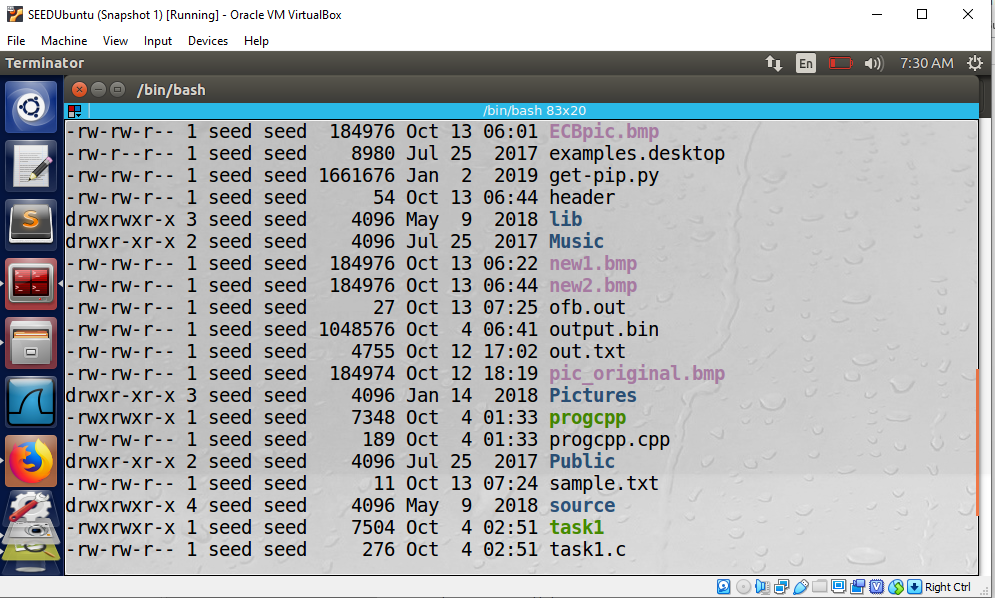 SEEDUbuntu (Snapshot 1) [Running] - Oracle VM VirtualBox
File Machine View Input Devices Help
Terminator En 7:30 AM
/bin/bash
/bin/bash 83x20
-rw-rw-r-- 1 seed seed  184976 Oct 13 06:01 ECBpic.bmp
-rw-r--r-- 1 seed seed    8980 Jul 25  2017 examples.desktop
-rw-rw-r-- 1 seed seed 1661676 Jan  2  2019 get-pip.py
-rw-rw-r-- 1 seed seed      54 Oct 13 06:44 header
drwxrwxr-x 3 seed seed    4096 May  9  2018 lib
drwxr-xr-x 2 seed seed    4096 Jul 25  2017 Music
-rw-rw-r-- 1 seed seed  184976 Oct 13 06:22 new1.bmp
-rw-rw-r-- 1 seed seed  184976 Oct 13 06:44 new2.bmp
-rw-rw-r-- 1 seed seed      27 Oct 13 07:25 ofb.out
-rw-rw-r-- 1 seed seed 1048576 Oct  4 06:41 output.bin
-rw-rw-r-- 1 seed seed    4755 Oct 12 17:02 out.txt
-rw-rw-r-- 1 seed seed  184974 Oct 12 18:19 pic_original.bmp
drwxr-xr-x 3 seed seed    4096 Jan 14  2018 Pictures
-rwxrwxr-x 1 seed seed    7348 Oct  4 01:33 progcpp
-rw-rw-r-- 1 seed seed     189 Oct  4 01:33 progcpp.cpp
drwxr-xr-x 2 seed seed    4096 Jul 25  2017 Public
-rw-rw-r-- 1 seed seed      11 Oct 13 07:24 sample.txt
drwxrwxr-x 4 seed seed    4096 May  9  2018 source
-rwxrwxr-x 1 seed seed    7504 Oct  4 02:51 task1
-rw-rw-r-- 1 seed seed     276 Oct  4 02:51 task1.c
Right Ctrl